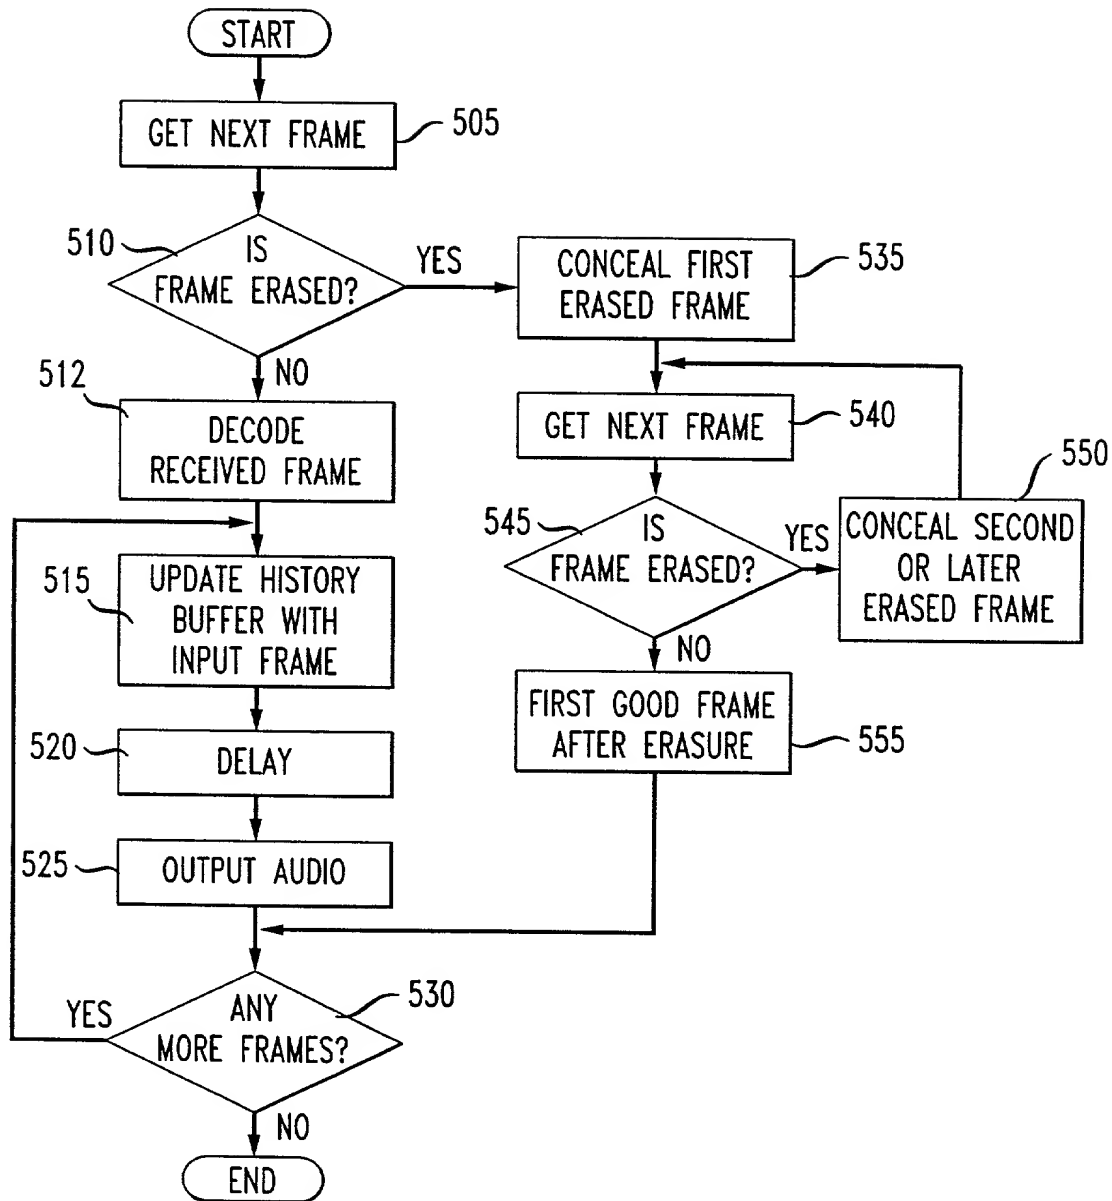 START
GET NEXT FRAME
505
510
IS
FRAME ERASED?
YES
CONCEAL FIRST
ERASED FRAME
535
NO
512
DECODE
RECEIVED FRAME
GET NEXT FRAME
540
550
545
IS
FRAME ERASED?
YES
CONCEAL SECOND
OR LATER
ERASED FRAME
515
UPDATE HISTORY
BUFFER WITH
INPUT FRAME
NO
FIRST GOOD FRAME
AFTER ERASURE
555
520
DELAY
525
OUTPUT AUDIO
YES
ANY
MORE FRAMES?
530
NO
END